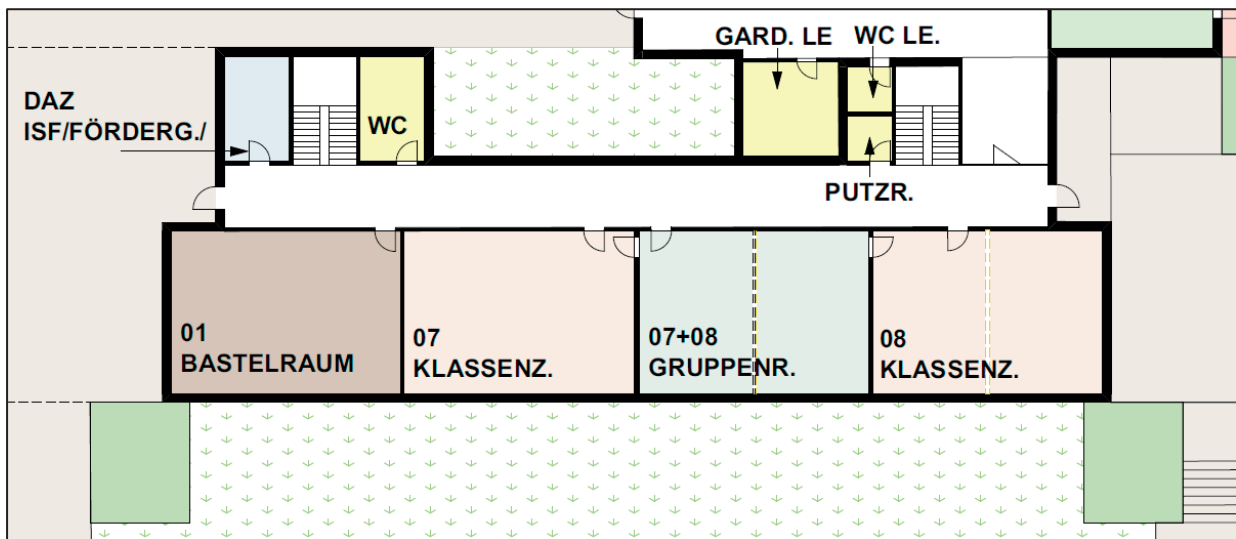 GARD. LE
WC LE.
DAZ
ISF/FÖRDERG./
WC
PUTZR.
01
BASTELRAUM
07
KLASSENZ.
07+08
GRUPPENR.
08
KLASSENZ.